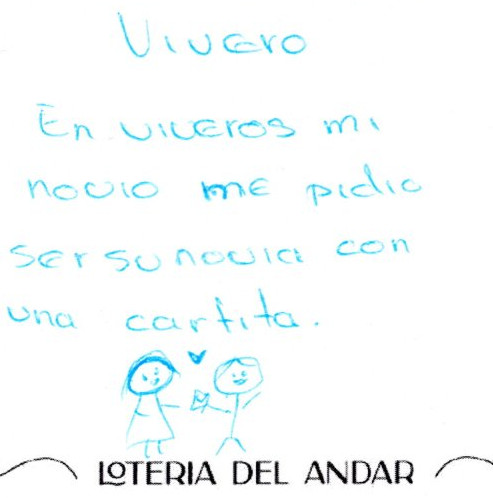 Vivero
En viveros mi
novio me pidio
ser su novia con
una cartita.
LOTERIA DEL ANDAR